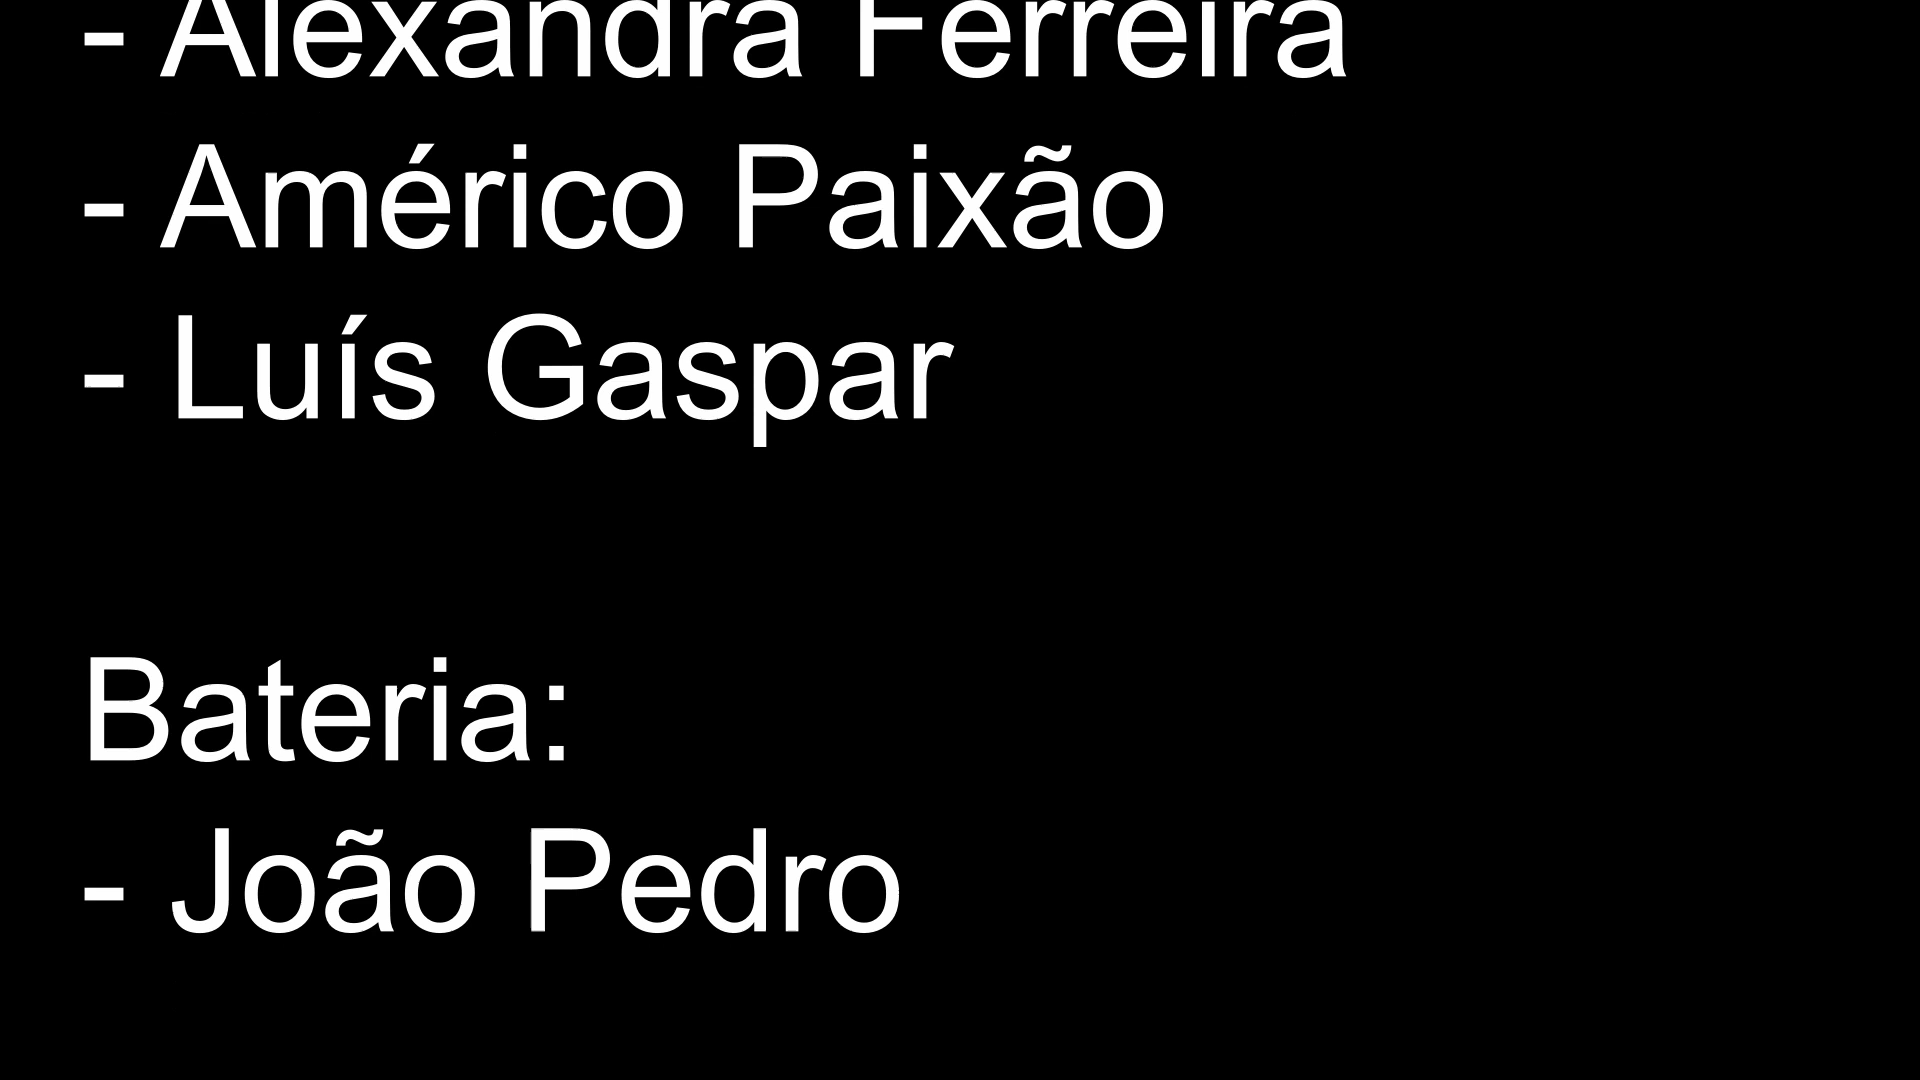 - Alexandra Ferreira
- Américo Paixão
- Luís Gaspar
Bateria:
- João Pedro